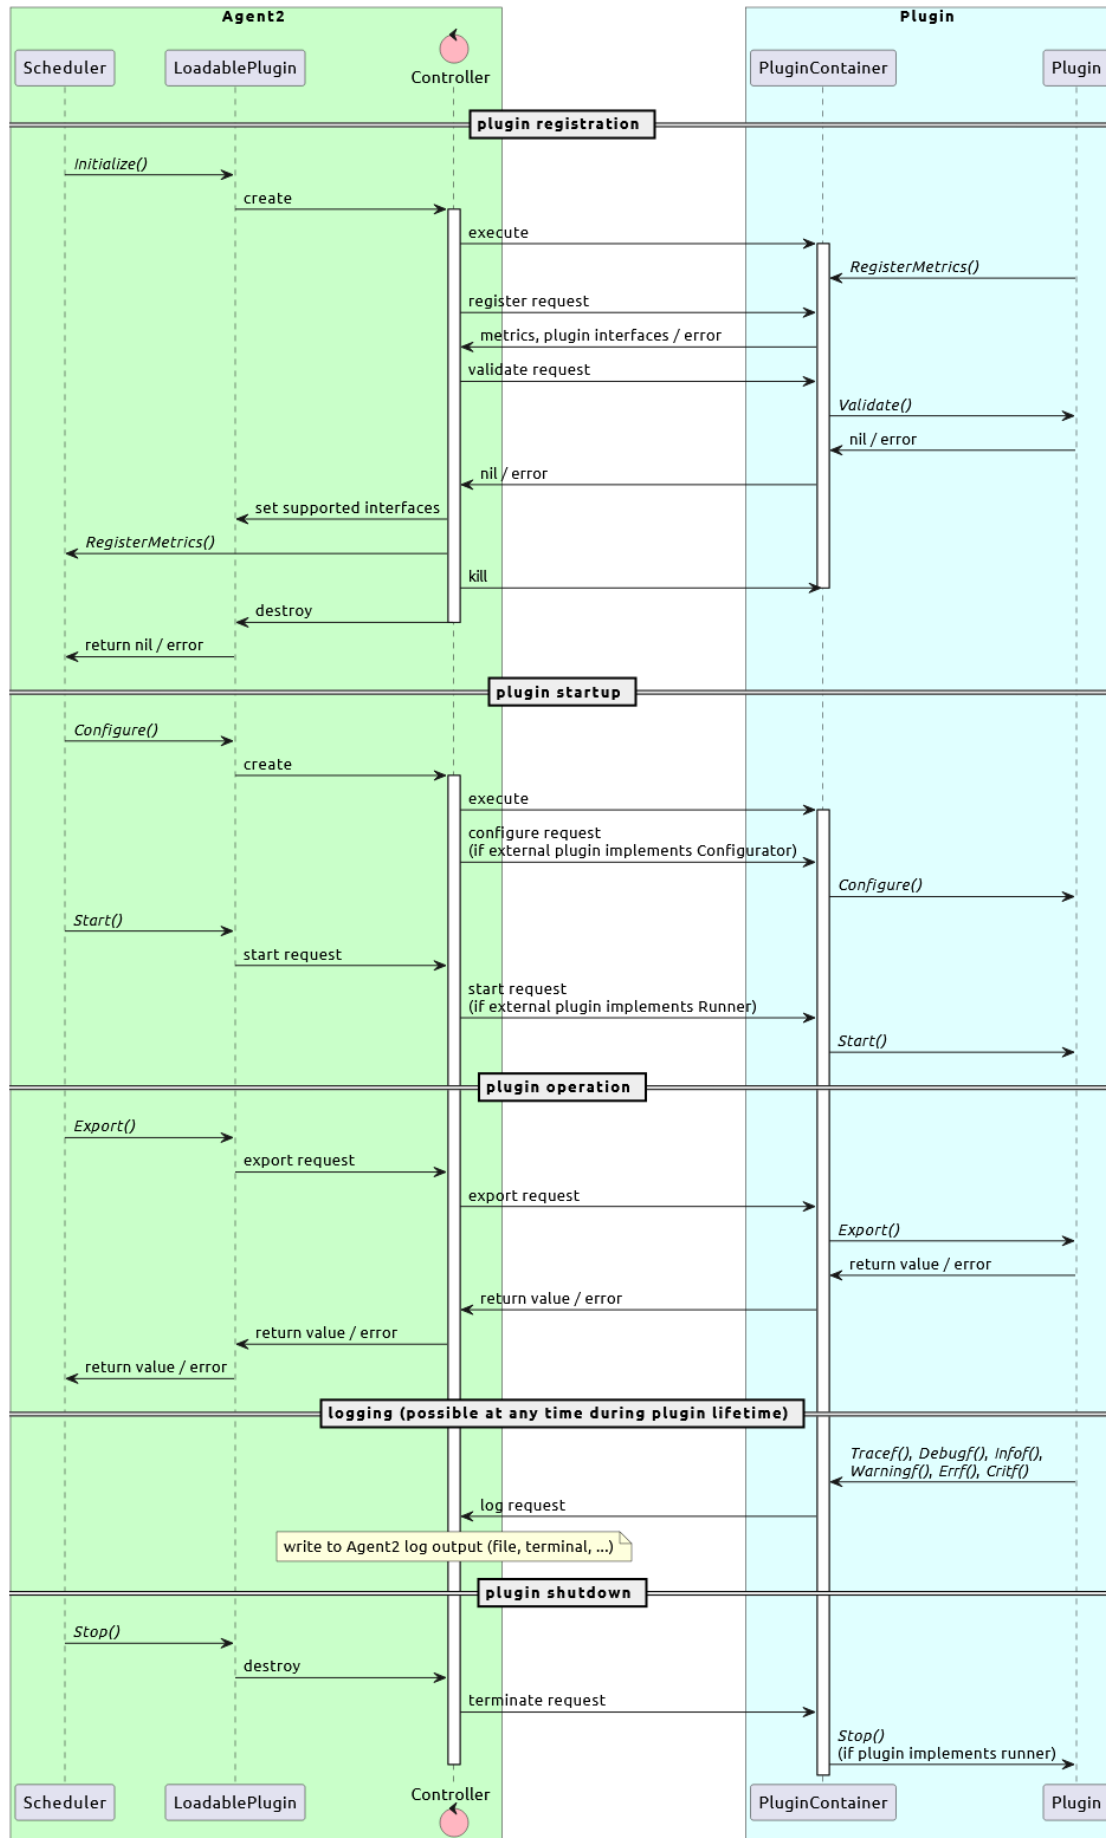 Agent2
Plugin
Scheduler
LoadablePlugin
Controller
PluginContainer
Plugin
plugin registration
Initialize()
create
execute
RegisterMetrics()
register request
metrics, plugin interfaces / error
validate request
Validate()
nil / error
nil / error
set supported interfaces
RegisterMetrics()
kill
destroy
return nil / error
plugin startup
Configure()
create
execute
configure request
(if external plugin implements Configurator)
Configure()
Start()
start request
start request
(if external plugin implements Runner)
Start()
plugin operation
Export()
export request
export request
Export()
return value / error
return value / error
return value / error
return value / error
logging (possible at any time during plugin lifetime)
Tracef(), Debugf(), Infof(),
Warningf(), Errf(), Critf()
log request
write to Agent2 log output (file, terminal, ...)
plugin shutdown
Stop()
destroy
terminate request
Stop()
(if plugin implements runner)
Scheduler
LoadablePlugin
Controller
PluginContainer
Plugin